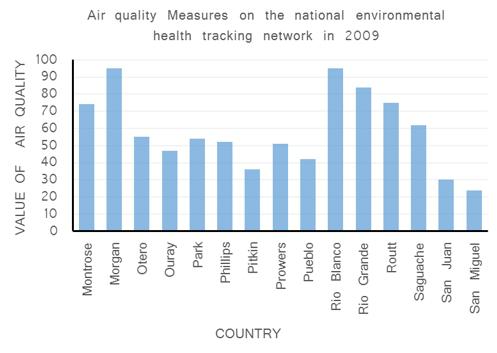 Air quality Measures on the national environmental
health tracking network in 2009
VALUE OF AIR QUALITY
100
90
80
70
60
50
40
30
20
10
0
Montrose
Morgan
Otero
Ouray
Park
Phillips
Pitkin
Prowers
Pueblo
Rio Blanco
Rio Grande
Routt
Saguache
San Juan
San Miguel
COUNTRY